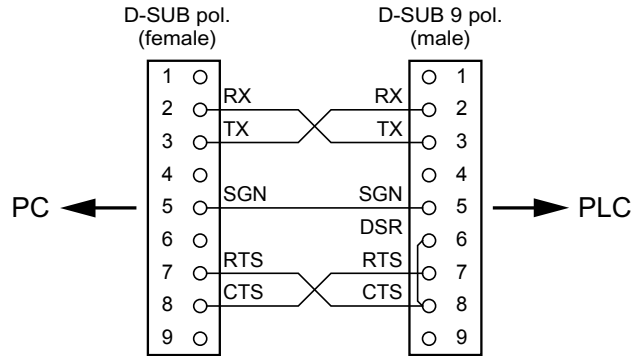 D-SUB pol.
(female)
D-SUB 9 pol.
(male)
1
1
2
RX
RX
2
3
TX
TX
3
4
4
PC
5
SGN
SGN
5
PLC
6
DSR
6
7
RTS
RTS
7
8
CTS
CTS
8
9
9